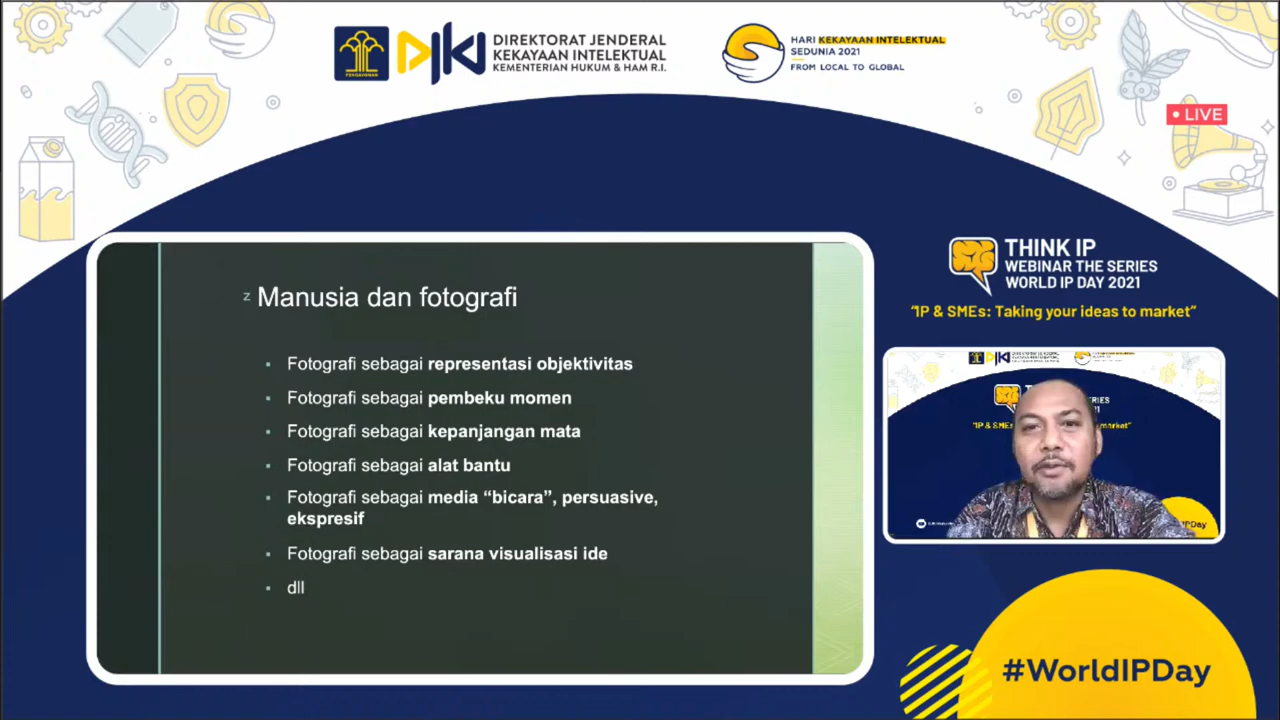 PENGAYOMAN
DIREKTORAT JENDERAL
KEKAYAAN INTELEKTUAL
KEMENTERIAN HUKUM & HAM R.I.
HARI KEKAYAAN INTELEKTUAL
SEDUNIA 2021
FROM LOCAL TO GLOBAL
LIVE
z Manusia dan fotografi
▪ Fotografi sebagai representasi objektivitas
▪ Fotografi sebagai pembeku momen
▪ Fotografi sebagai kepanjangan mata
▪ Fotografi sebagai alat bantu
▪ Fotografi sebagai media “bicara”, persuasive,
ekspresif
▪ Fotografi sebagai sarana visualisasi ide
▪ dll
THINK IP
WEBINAR THE SERIES
WORLD IP DAY 2021
“IP & SMEs: Taking your ideas to market”
#WorldIPDay